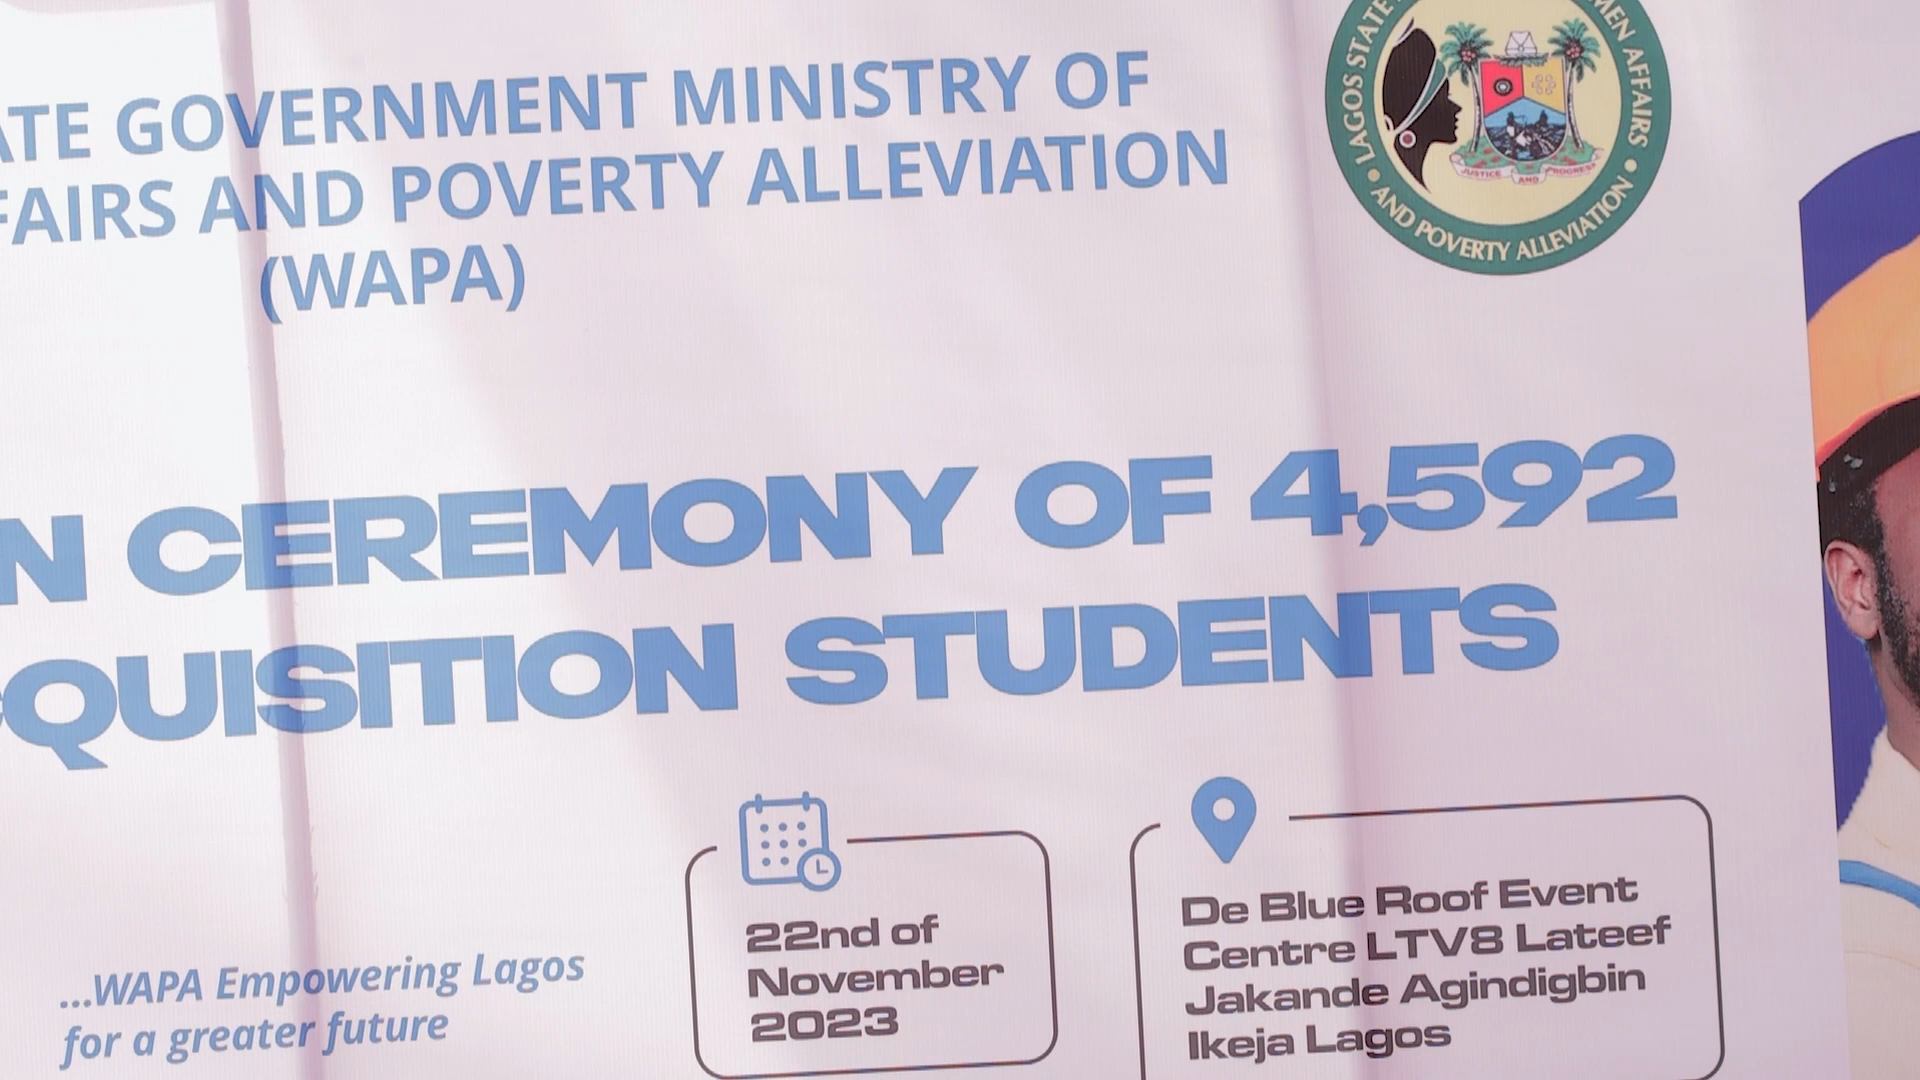 ATE GOVERNMENT MINISTRY OF
FAIRS AND POVERTY ALLEVIATION
(WAPA)
LAGOS STATE
MEN AFFAIRS
AND POVERTY ALLEVIATION
JUSTICE AND PROGRESS
N CEREMONY OF 4,592
QUISITION STUDENTS
22nd of
November
2023
De Blue Roof Event
Centre LTV8 Lateef
Jakande Agindigbin
Ikeja Lagos
...WAPA Empowering Lagos
for a greater future